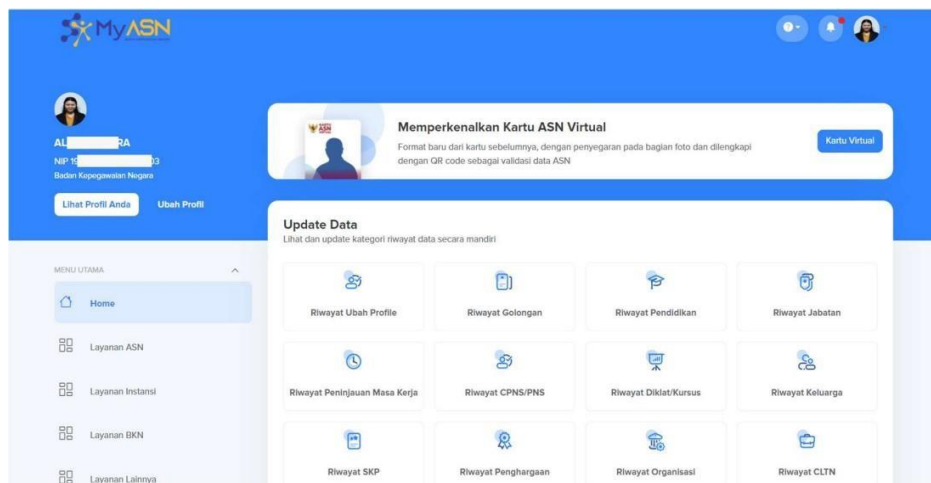 MyASN
AL RA
NIP 19 03
Badan Kepegawaian Negara
Lihat Profil Anda
Ubah Profil
Memperkenalkan Kartu ASN Virtual
Format baru dari kartu sebelumnya, dengan penyegaran pada bagian foto dan dilengkapi
dengan QR code sebagai validasi data ASN
Kartu Virtual
Update Data
Lihat dan update kategori riwayat data secara mandiri
MENU UTAMA
Home
Layanan ASN
Layanan Instansi
Layanan BKN
Layanan Lainnya
Riwayat Ubah Profile
Riwayat Golongan
Riwayat Pendidikan
Riwayat Jabatan
Riwayat Peninjauan Masa Kerja
Riwayat CPNS/PNS
Riwayat Diklat/Kursus
Riwayat Keluarga
Riwayat SKP
Riwayat Penghargaan
Riwayat Organisasi
Riwayat CLTN